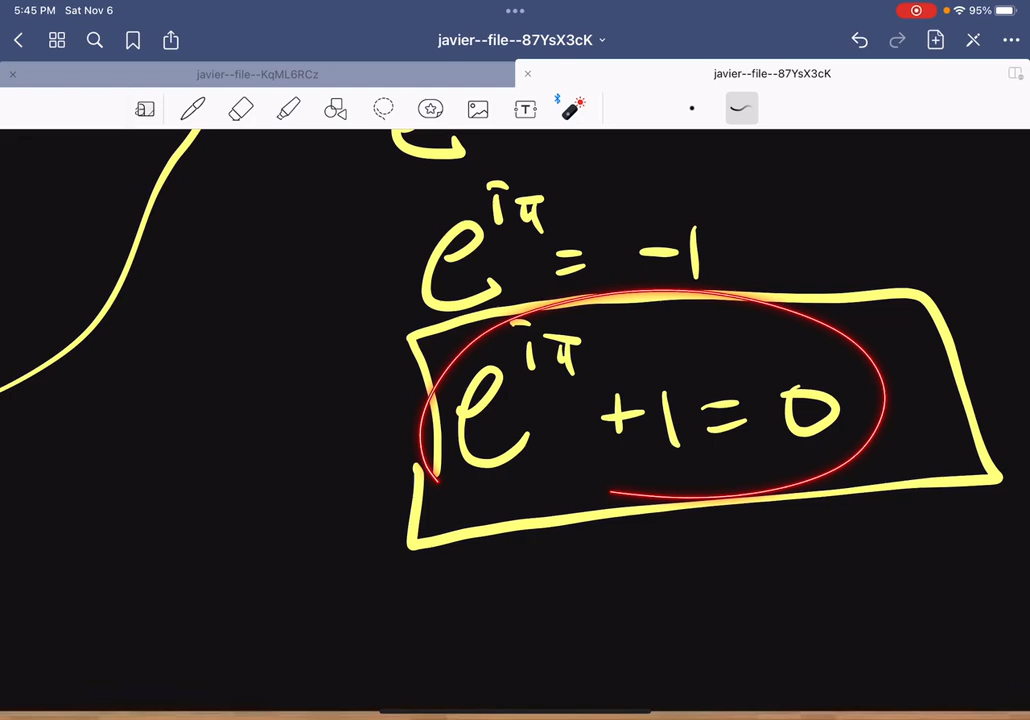 5:45 PM Sat Nov 6
95%
javier--file--87YsX3cK
javier--file--KqML6RCz
javier--file--87YsX3cK
e^{iπ} = -1
e^{iπ} + 1 = 0